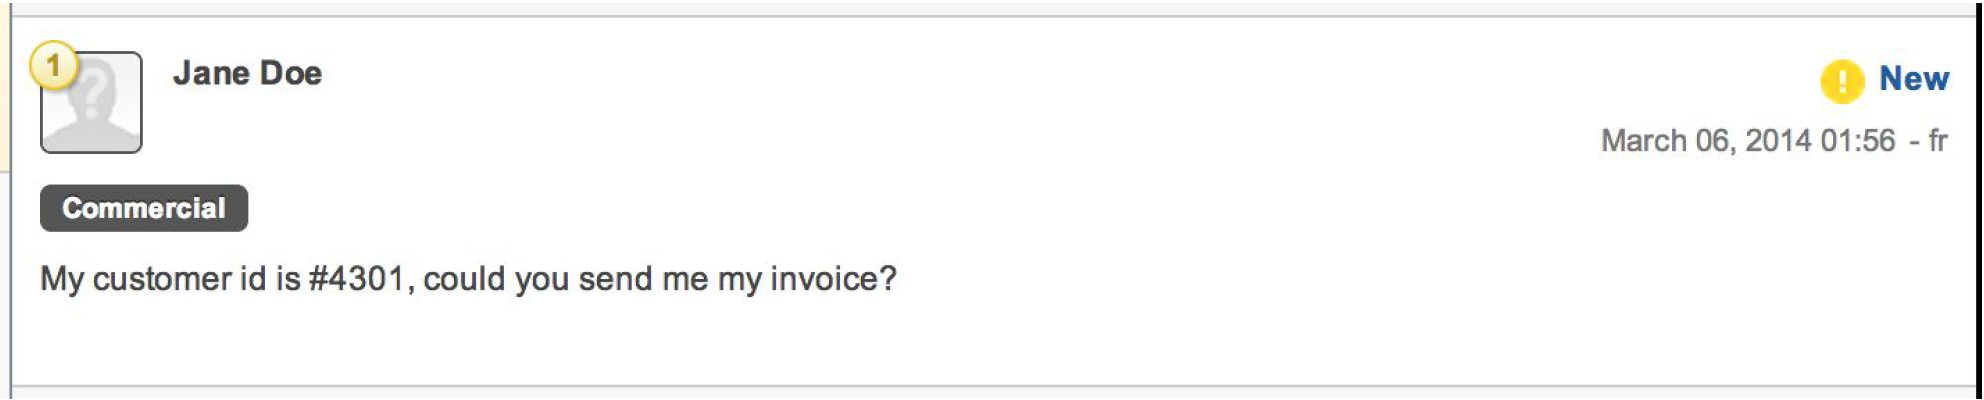 1
Jane Doe
! New
March 06, 2014 01:56 - fr
Commercial
My customer id is #4301, could you send me my invoice?